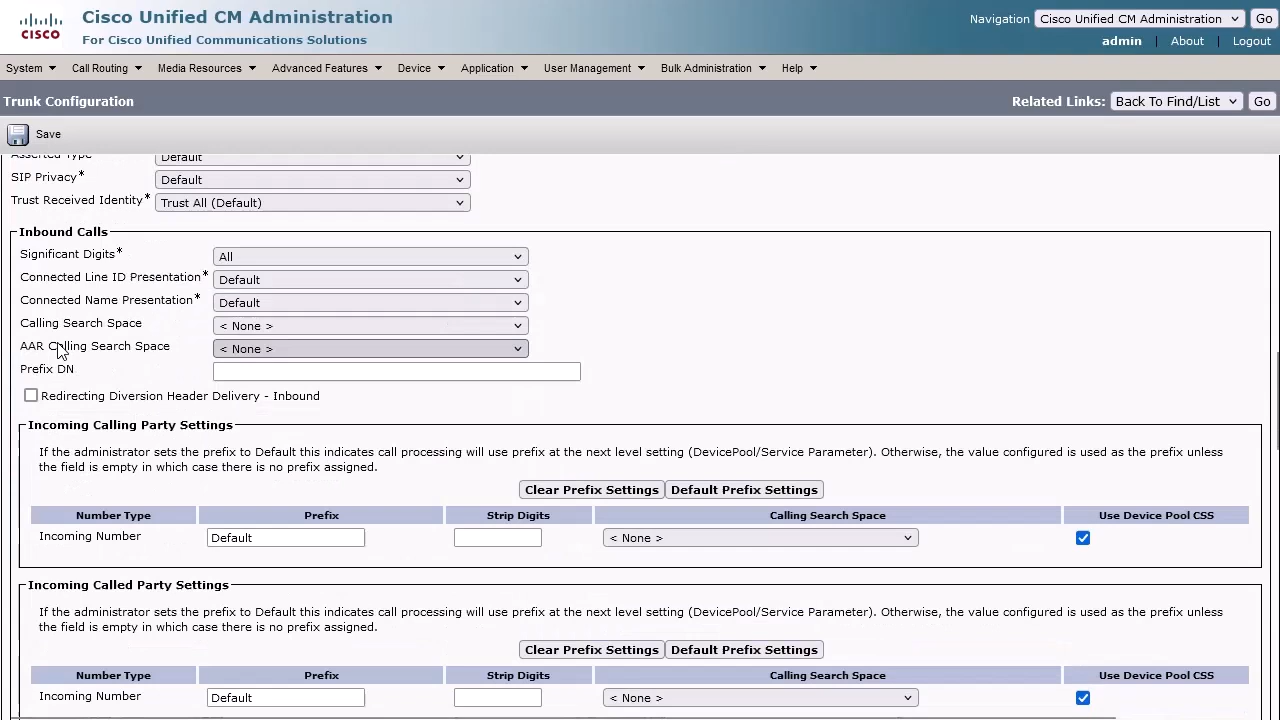 Cisco Unified CM Administration
For Cisco Unified Communications Solutions
CISCO
Navigation Cisco Unified CM Administration Go
admin | About | Logout
System Call Routing Media Resources Advanced Features Device Application User Management Bulk Administration Help
Trunk Configuration
Related Links: Back To Find/List Go
Save
Asserted Type Default
SIP Privacy* Default
Trust Received Identity* Trust All (Default)
Inbound Calls
Significant Digits* All
Connected Line ID Presentation* Default
Connected Name Presentation* Default
Calling Search Space < None >
AAR Calling Search Space < None >
Prefix DN
Redirecting Diversion Header Delivery - Inbound
Incoming Calling Party Settings
If the administrator sets the prefix to Default this indicates call processing will use prefix at the next level setting (DevicePool/Service Parameter). Otherwise, the value configured is used as the prefix unless
the field is empty in which case there is no prefix assigned.
Clear Prefix Settings Default Prefix Settings
Number Type Prefix Strip Digits Calling Search Space Use Device Pool CSS
Incoming Number Default < None >
Incoming Called Party Settings
If the administrator sets the prefix to Default this indicates call processing will use prefix at the next level setting (DevicePool/Service Parameter). Otherwise, the value configured is used as the prefix unless
the field is empty in which case there is no prefix assigned.
Clear Prefix Settings Default Prefix Settings
Number Type Prefix Strip Digits Calling Search Space Use Device Pool CSS
Incoming Number Default < None >